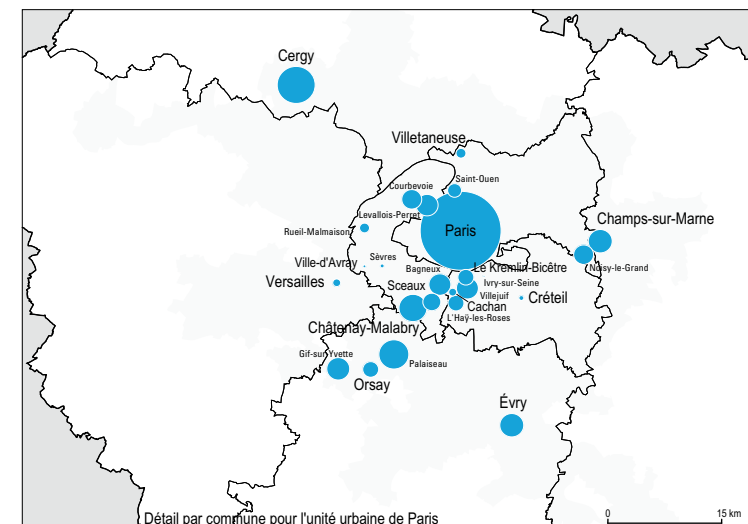 Cergy
Villetaneuse
Saint-Ouen
Courbevoie
Levallois-Perret
Champs-sur-Marne
Rueil-Malmaison
Paris
Noisy-le-Grand
Sèvres
Ville-d'Avray
Bagneux
Le Kremlin-Bicêtre
Versailles
Ivry-sur-Seine
Sceaux
Villejuif
Créteil
Cachan
L'Haÿ-les-Roses
Châtenay-Malabry
Gif-sur-Yvette
Palaiseau
Orsay
Évry
Détail par commune pour l'unité urbaine de Paris
0 15 km